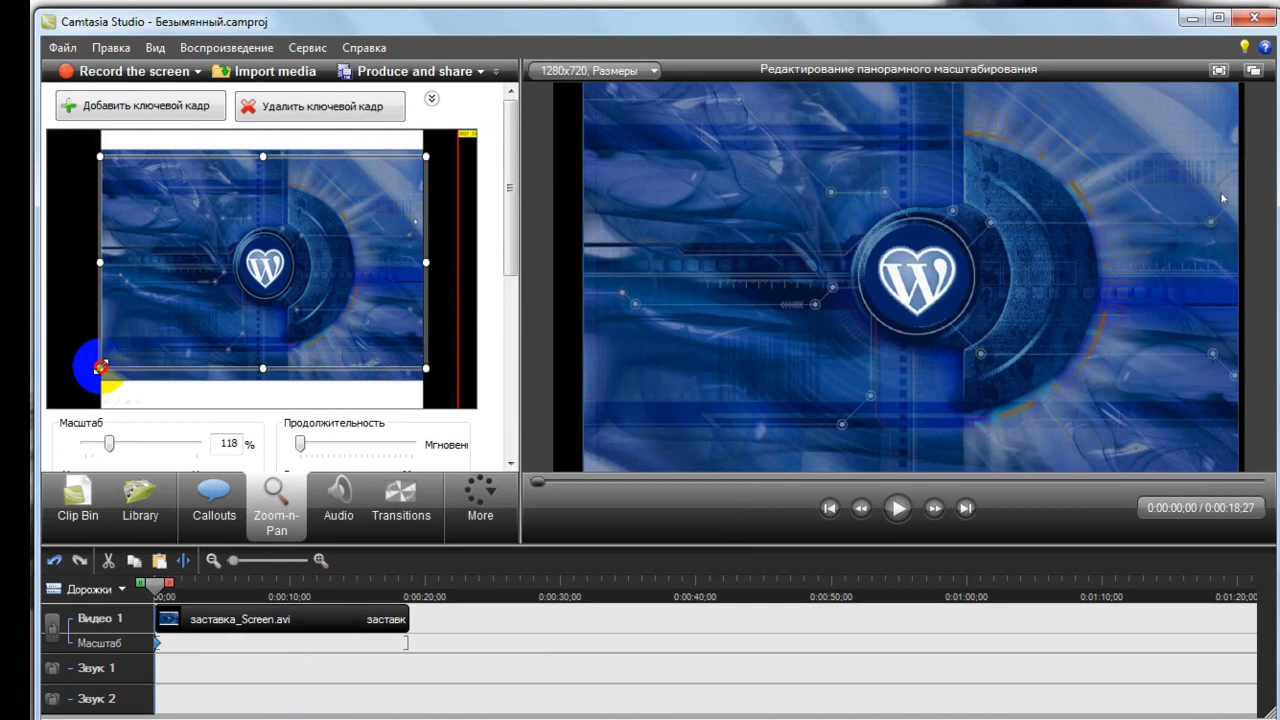 Camtasia Studio - Безымянный.camproj
Файл Правка Вид Воспроизведение Сервис Справка
Record the screen Import media Produce and share
1280x720, Размеры Редактирование панорамного масштабирования
Добавить ключевой кадр Удалить ключевой кадр
W
W
Масштаб Продолжительность
118 % Мгновенн
Clip Bin Library Callouts Zoom-n-Pan Audio Transitions More
0:00:00;00 / 0:00:18;27
Дорожки 00;00 0:00:10;00 0:00:20;00 0:00:30;00 0:00:40;00 0:00:50;00 0:01:00;00 0:01:10;00 0:01:20;00
Видео 1 заставка_Screen.avi заставк
Масштаб
Звук 1
Звук 2